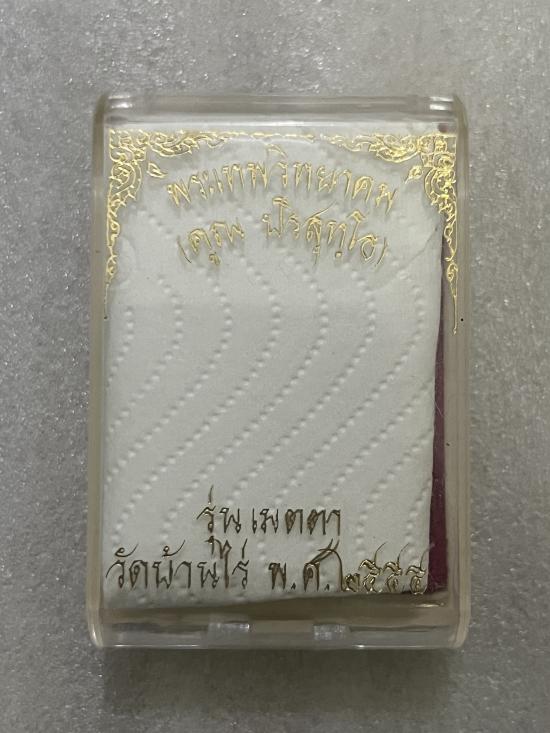 พระเทพวิทยาคม
(คูณ ปริสุทฺโธ)
รุ่น เมตตา
วัดบ้านไร่ พ.ศ. ๒๕๕๕